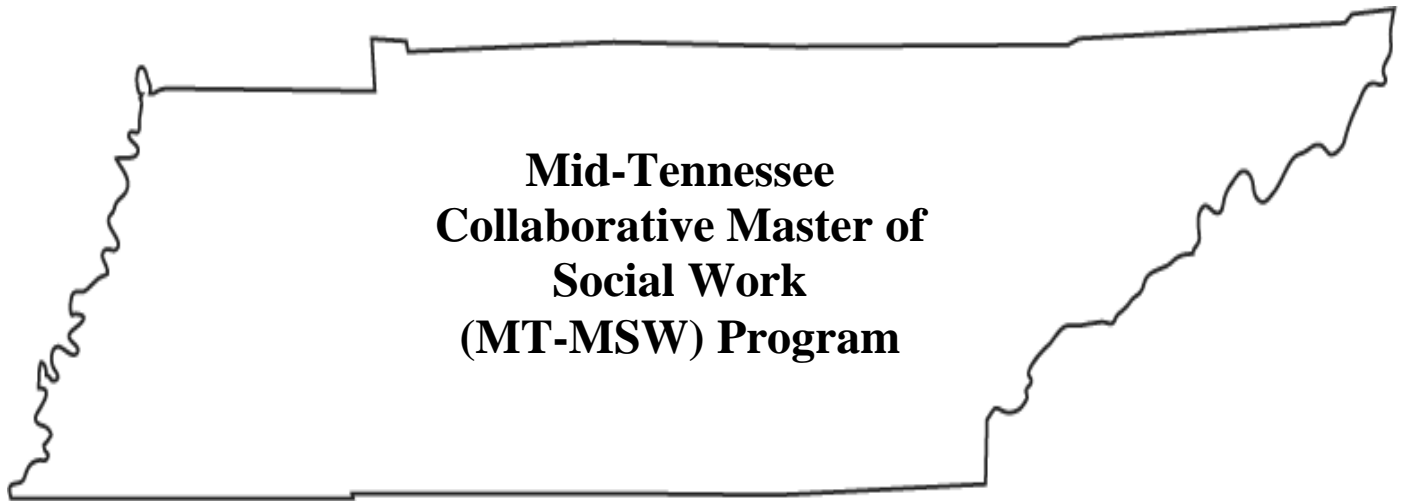 Mid-Tennessee
Collaborative Master of
Social Work
(MT-MSW) Program